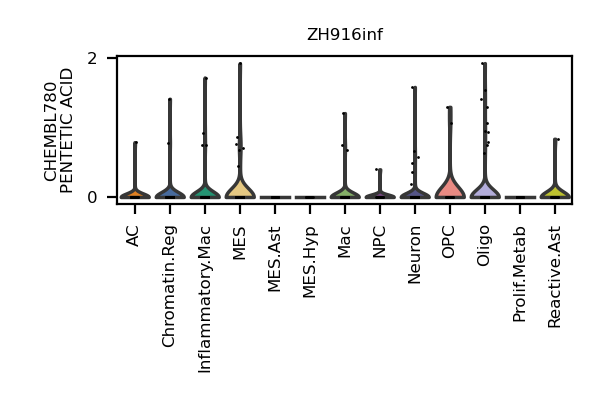 ZH916inf
CHEMBL780
PENTETIC ACID
2
0
AC
Chromatin.Reg
Inflammatory.Mac
MES
MES.Ast
MES.Hyp
Mac
NPC
Neuron
OPC
Oligo
Prolif.Metab
Reactive.Ast